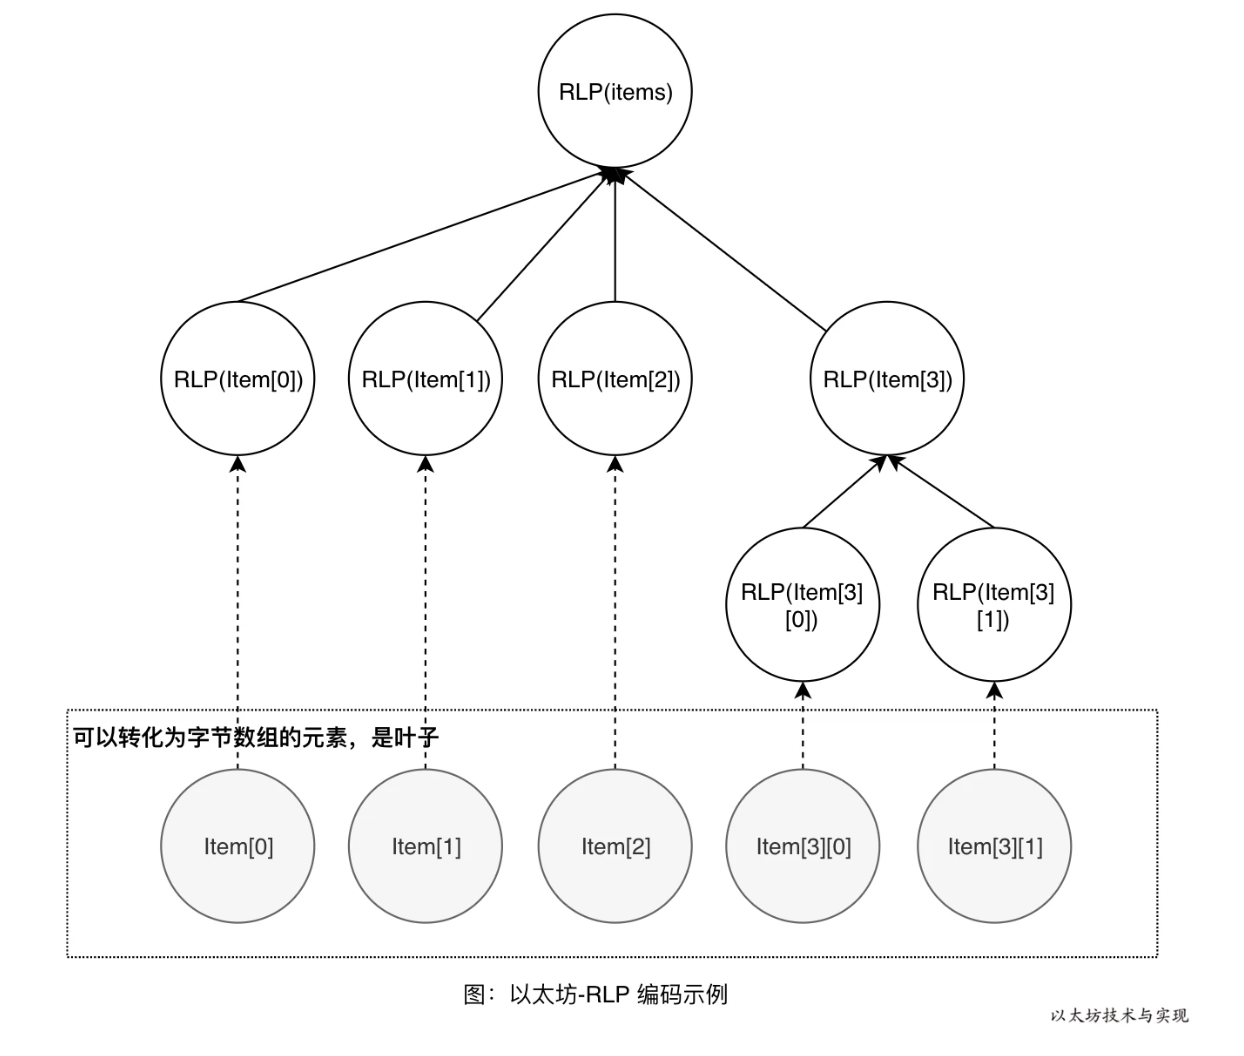 RLP(items)
RLP(Item[0])
RLP(Item[1])
RLP(Item[2])
RLP(Item[3])
RLP(Item[3]
[0])
RLP(Item[3]
[1])
可以转化为字节数组的元素，是叶子
Item[0]
Item[1]
Item[2]
Item[3][0]
Item[3][1]
图：以太坊-RLP 编码示例
以太坊技术与实现